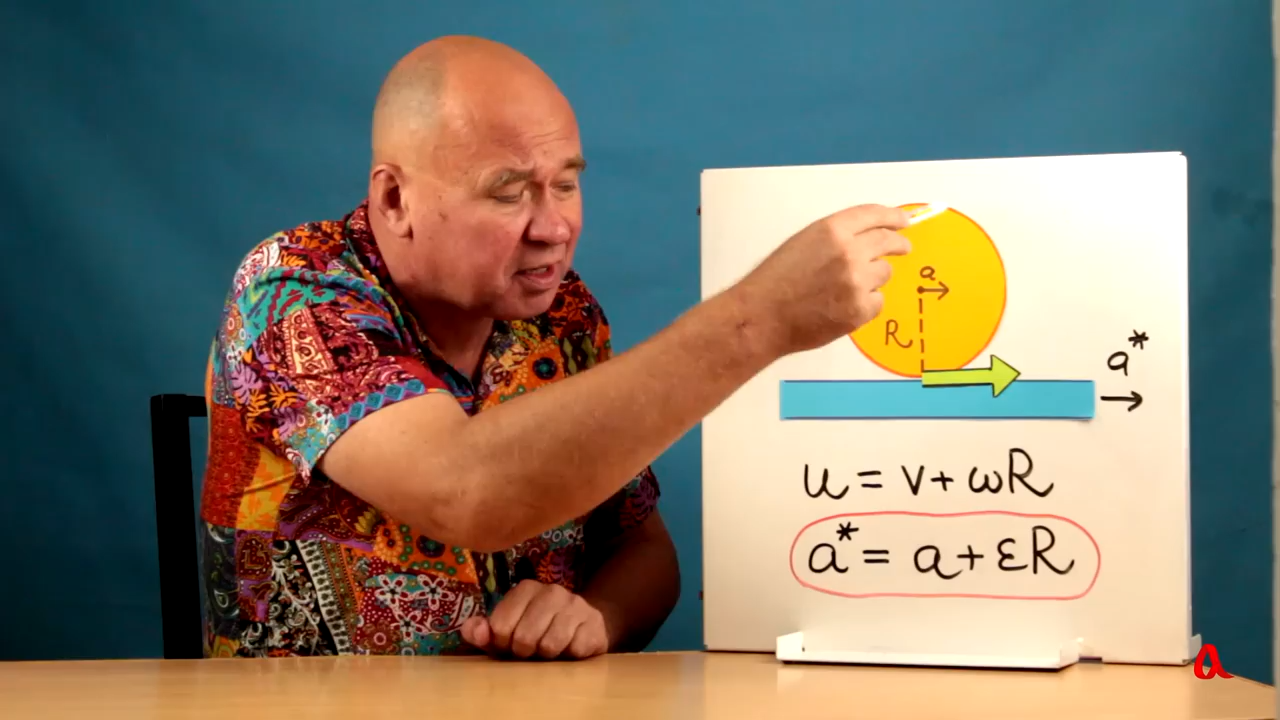 a
R
a*
u = v + ωR
a* = a + εR
a